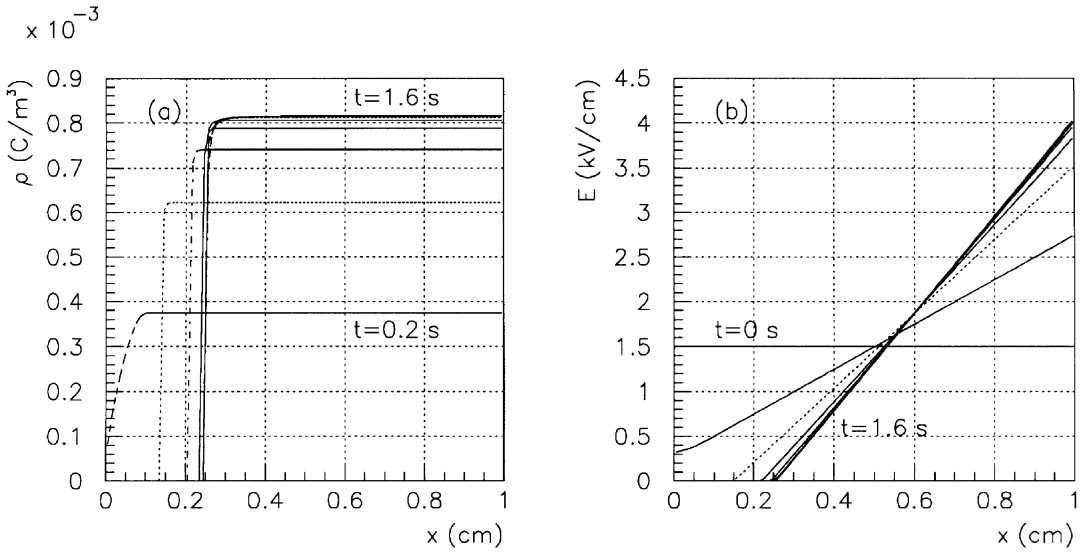 x 10⁻³
ρ (C/m³)
0.9
0.8
0.7
0.6
0.5
0.4
0.3
0.2
0.1
0
(a)
t=1.6 s
t=0.2 s
0 0.2 0.4 0.6 0.8 1
x (cm)
E (kV/cm)
4.5
4
3.5
3
2.5
2
1.5
1
0.5
0
(b)
t=0 s
t=1.6 s
0 0.2 0.4 0.6 0.8 1
x (cm)